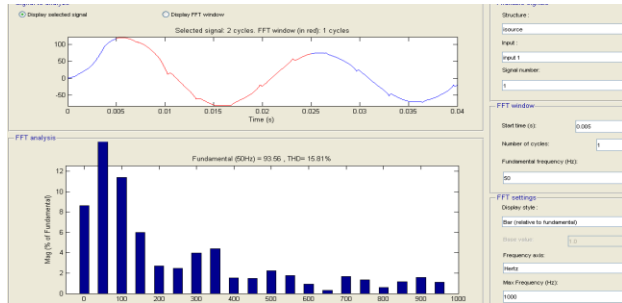 Display selected signal
Display FFT window
Selected signal: 2 cycles. FFT window (in red): 1 cycles
100
50
0
-50
0
0.005
0.01
0.015
0.02
0.025
0.03
0.035
0.04
Time (s)
FFT analysis
Fundamental (50Hz) = 93.56 , THD= 15.81%
Mag (% of Fundamental)
12
10
8
6
4
2
0
0
100
200
300
400
500
600
700
800
900
1000
Structure :
isource
Input :
input 1
Signal number:
1
FFT window
Start time (s):
0.005
Number of cycles:
1
Fundamental frequency (Hz):
50
FFT settings
Display style :
Bar (relative to fundamental)
Base value:
1.0
Frequency axis:
Hertz
Max Frequency (Hz):
1000